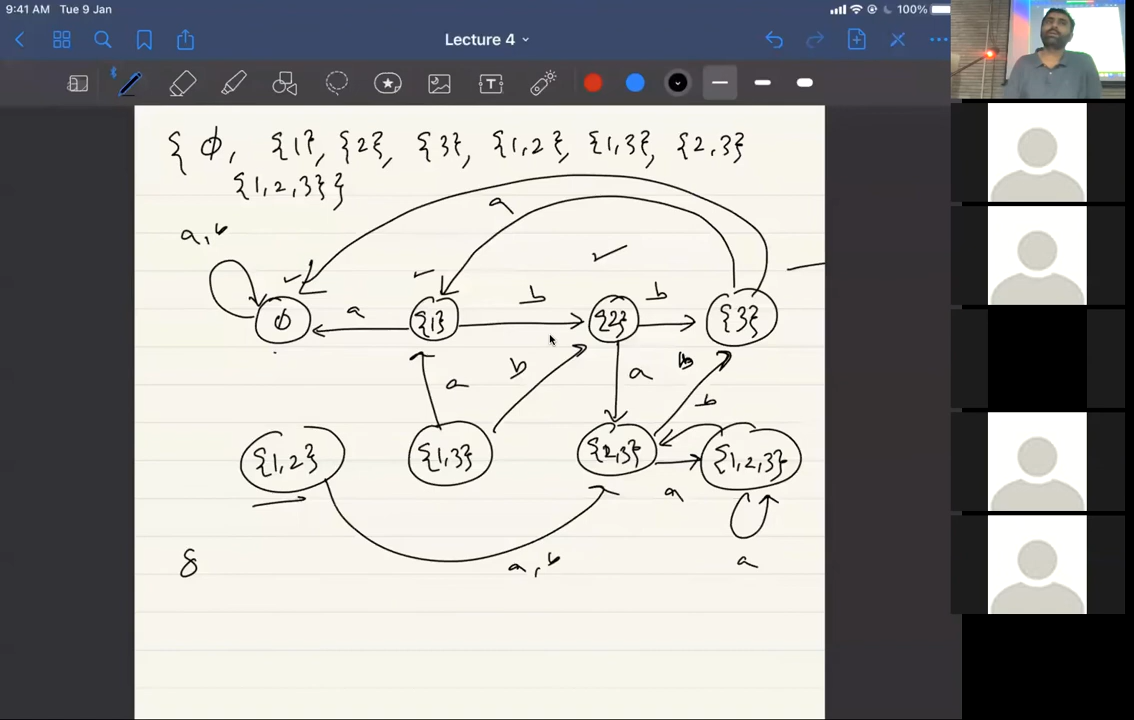 9:41 AM Tue 9 Jan 100%
Lecture 4
{ ϕ, {1}, {2}, {3}, {1,2}, {1,3}, {2,3}
{1,2,3}}
a
a,b
b
a b b
ϕ {1} {2} {3}
b a b
a
b
{1,2} {1,3} {2,3} {1,2,3}
a
8
a,b a